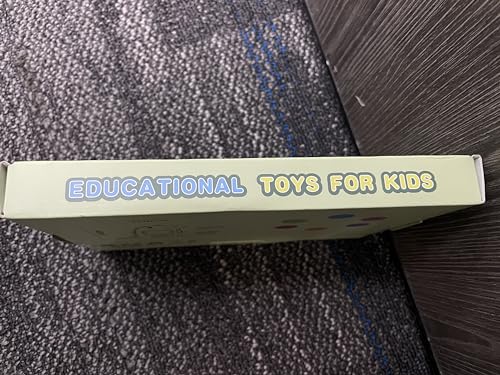 EDUCATIONAL TOYS FOR KIDS